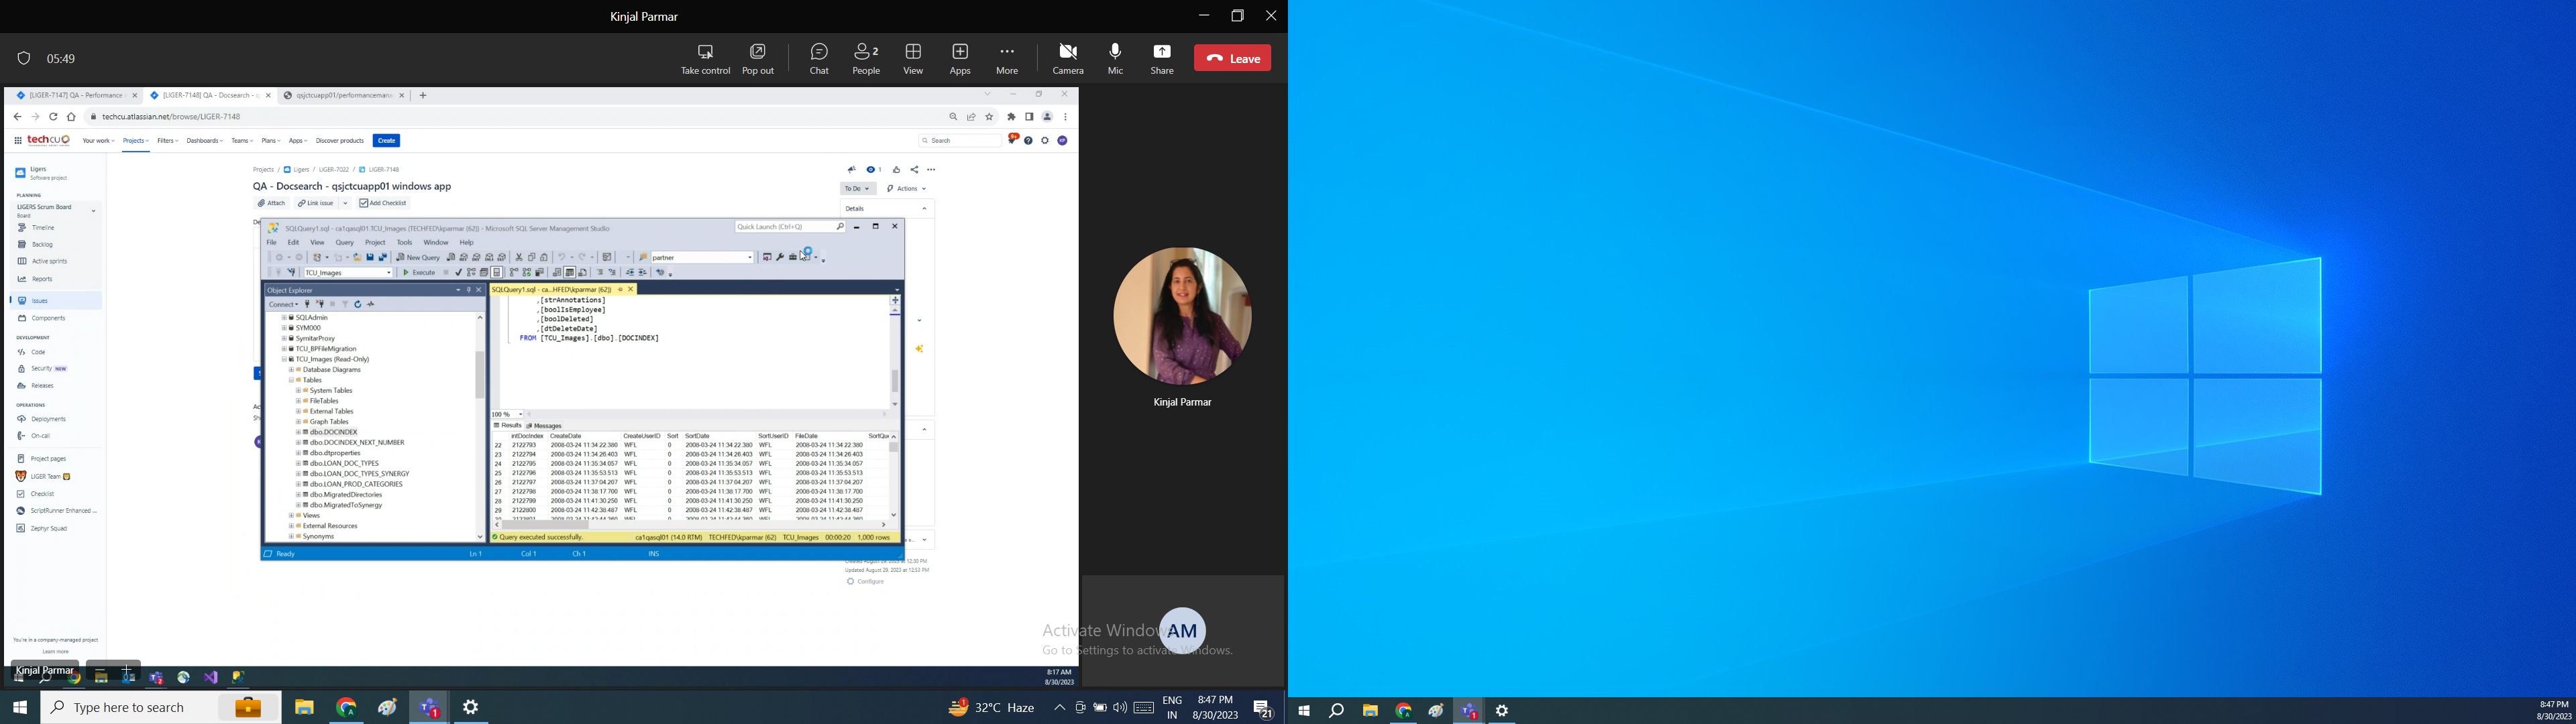 Kinjal Parmar
05:49
Take control
Pop out
Chat
People 2
View
Apps
More
Camera
Mic
Share
Leave
[LIGER-7147] QA - Performance
[LIGER-7148] QA - Docsearch - q
qsjctcuapp01/performancemana
techcu.atlassian.net/browse/LIGER-7148
techcu
Your work
Projects
Filters
Dashboards
Teams
Plans
Apps
Discover products
Create
Search
9+
Ligers
Software project
PLANNING
LIGERS Scrum Board
Board
Timeline
Backlog
Active sprints
Reports
Issues
Components
DEVELOPMENT
Code
Security NEW
Releases
OPERATIONS
Deployments
On-call
Project pages
LIGER Team
Checklist
ScriptRunner Enhanced ...
Zephyr Squad
You're in a company-managed project
Learn more
Projects / Ligers / LIGER-7022 / LIGER-7148
1
QA - Docsearch - qsjctcuapp01 windows app
Attach
Link issue
Add Checklist
To Do
Actions
Details
De
SQLQuery1.sql - ca1qasql01.TCU_Images (TECHFED\kparmar (62)) - Microsoft SQL Server Management Studio
Quick Launch (Ctrl+Q)
File Edit View Query Project Tools Window Help
New Query
partner
TCU_Images
Execute
Object Explorer
Connect
SQLAdmin
SYM000
SymitarProxy
TCU_BPFileMigration
TCU_Images (Read-Only)
Database Diagrams
Tables
System Tables
FileTables
External Tables
Graph Tables
dbo.DOCINDEX
dbo.DOCINDEX_NEXT_NUMBER
dbo.dtproperties
dbo.LOAN_DOC_TYPES
dbo.LOAN_DOC_TYPES_SYNERGY
dbo.LOAN_PROD_CATEGORIES
dbo.MigratedDirectories
dbo.MigratedToSynergy
Views
External Resources
Synonyms
SQLQuery1.sql - ca...HFED\kparmar (62))
,[strAnnotations]
,[boolIsEmployee]
,[boolDeleted]
,[dtDeleteDate]
FROM [TCU_Images].[dbo].[DOCINDEX]
100 %
Results Messages
intDocIndex CreateDate CreateUserID Sort SortDate SortUserID FileDate SortQu
22 2122793 2008-03-24 11:34:22.380 WFL 0 2008-03-24 11:34:22.380 WFL 2008-03-24 11:34:22.380
23 2122794 2008-03-24 11:34:26.403 WFL 0 2008-03-24 11:34:26.403 WFL 2008-03-24 11:34:26.403
24 2122795 2008-03-24 11:35:34.057 WFL 0 2008-03-24 11:35:34.057 WFL 2008-03-24 11:35:34.057
25 2122796 2008-03-24 11:35:53.513 WFL 0 2008-03-24 11:35:53.513 WFL 2008-03-24 11:35:53.513
26 2122797 2008-03-24 11:37:04.207 WFL 0 2008-03-24 11:37:04.207 WFL 2008-03-24 11:37:04.207
27 2122798 2008-03-24 11:38:17.700 WFL 0 2008-03-24 11:38:17.700 WFL 2008-03-24 11:38:17.700
28 2122799 2008-03-24 11:41:30.250 WFL 0 2008-03-24 11:41:30.250 WFL 2008-03-24 11:41:30.250
29 2122800 2008-03-24 11:42:38.487 WFL 0 2008-03-24 11:42:38.487 WFL 2008-03-24 11:42:38.487
Query executed successfully.
ca1qasql01 (14.0 RTM) TECHFED\kparmar (62) TCU_Images 00:00:20 1,000 rows
Ready
Ln 1
Col 1
Ch 1
INS
Updated August 29, 2023 at 12:53 PM
Configure
Kinjal Parmar
AM
Activate Windows
Go to Settings to activate Windows.
Kinjal Parmar
8:17 AM
8/30/2023
Type here to search
32°C Haze
ENG
IN
8:47 PM
8/30/2023
21
8:47 PM
8/30/2023